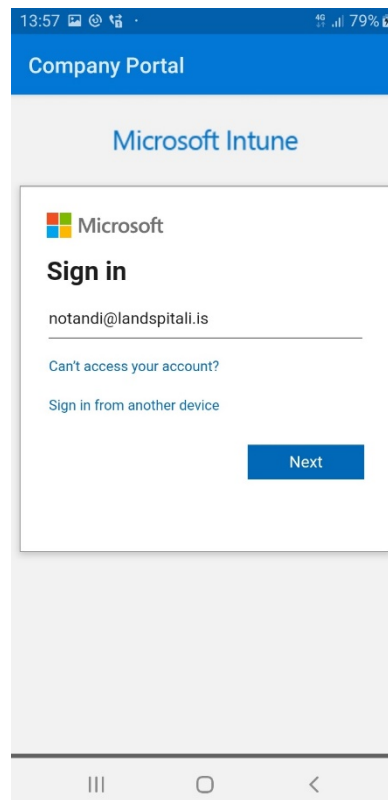 13:57 4G 79%
Company Portal
Microsoft Intune
Microsoft
Sign in
notandi@landspitali.is
Can't access your account?
Sign in from another device
Next